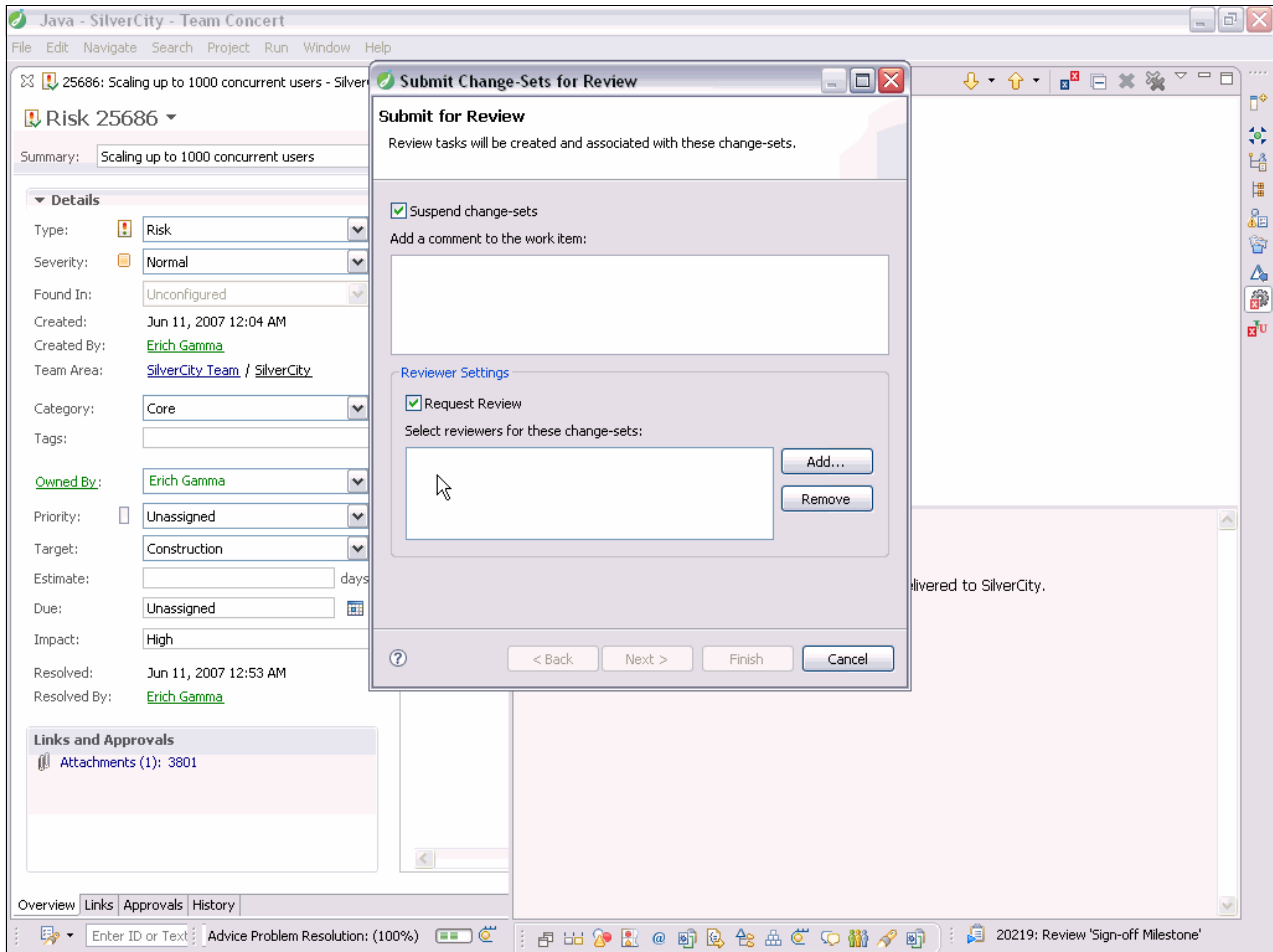 Java - SilverCity - Team Concert
File Edit Navigate Search Project Run Window Help
25686: Scaling up to 1000 concurrent users - Silver
Risk 25686
Summary: Scaling up to 1000 concurrent users
Details
Type: Risk
Severity: Normal
Found In: Unconfigured
Created: Jun 11, 2007 12:04 AM
Created By: Erich Gamma
Team Area: SilverCity Team / SilverCity
Category: Core
Tags:
Owned By: Erich Gamma
Priority: Unassigned
Target: Construction
Estimate: days
Due: Unassigned
Impact: High
Resolved: Jun 11, 2007 12:53 AM
Resolved By: Erich Gamma
Links and Approvals
Attachments (1): 3801
Overview Links Approvals History
Submit Change-Sets for Review
Submit for Review
Review tasks will be created and associated with these change-sets.
Suspend change-sets
Add a comment to the work item:
Reviewer Settings
Request Review
Select reviewers for these change-sets:
Add...
Remove
? < Back Next > Finish Cancel
livered to SilverCity.
Enter ID or Text Advice Problem Resolution: (100%) 20219: Review 'Sign-off Milestone'